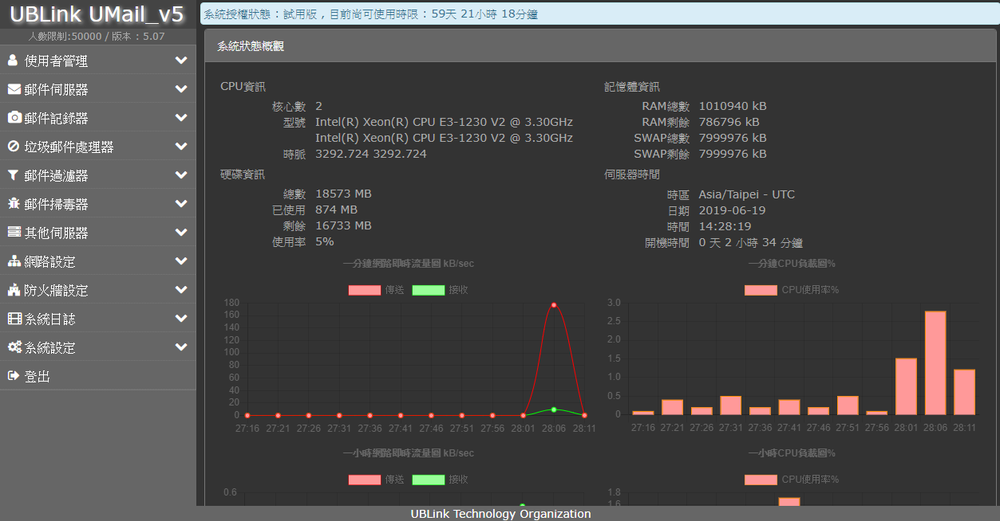 UBLink UMail_v5
人數限制:50000 / 版本：5.07
使用者管理
郵件伺服器
郵件記錄器
垃圾郵件處理器
郵件過濾器
郵件掃毒器
其他伺服器
網路設定
防火牆設定
系統日誌
系統設定
登出
系統授權狀態：試用版，目前尚可使用時限：59天 21小時 18分鐘
系統狀態概觀
CPU資訊
核心數 2
型號 Intel(R) Xeon(R) CPU E3-1230 V2 @ 3.30GHz
Intel(R) Xeon(R) CPU E3-1230 V2 @ 3.30GHz
時脈 3292.724 3292.724
硬碟資訊
總數 18573 MB
已使用 874 MB
剩餘 16733 MB
使用率 5%
記憶體資訊
RAM總數 1010940 kB
RAM剩餘 786796 kB
SWAP總數 7999976 kB
SWAP剩餘 7999976 kB
伺服器時間
時區 Asia/Taipei - UTC
日期 2019-06-19
時間 14:28:19
開機時間 0 天 2 小時 34 分鐘
一分鐘網路即時流量圖 kB/sec
傳送 接收
180
160
140
120
100
80
60
40
20
0
27:16 27:21 27:26 27:31 27:36 27:41 27:46 27:51 27:56 28:01 28:06 28:11
一分鐘CPU負載圖%
CPU使用率%
3.0
2.5
2.0
1.5
1.0
0.5
0
27:16 27:21 27:26 27:31 27:36 27:41 27:46 27:51 27:56 28:01 28:06 28:11
一小時網路即時流量圖 kB/sec
傳送 接收
0.6
一小時CPU負載圖%
CPU使用率%
1.8
1.6
UBLink Technology Organization